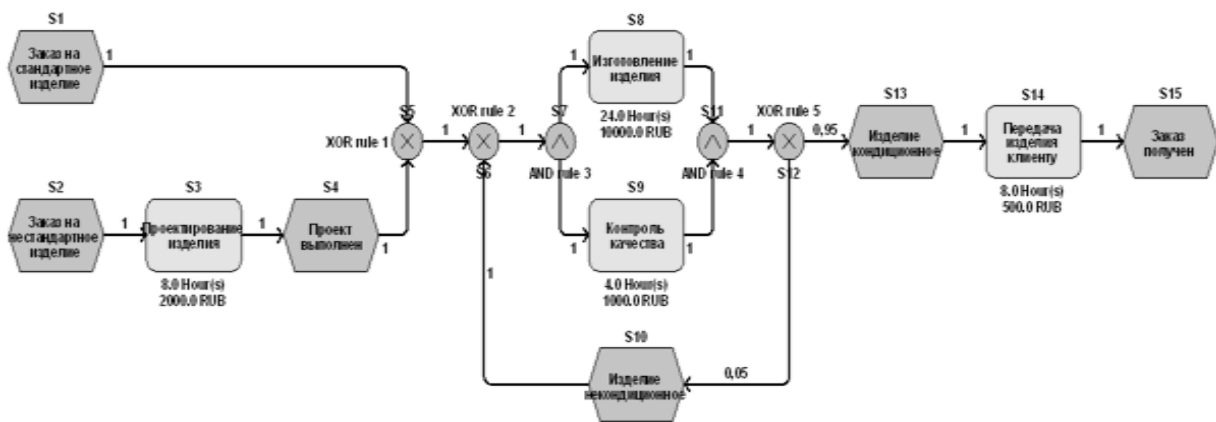 S1
Заказ на
стандартное
изделие
1
S2
Заказ на
нестандартное
изделие
1
S3
Проектирование
изделия
8.0 Hour(s)
2000.0 RUB
1
S4
Проект
выполнен
1
XOR rule 1
S5
1
XOR rule 2
S6
1
S7
AND rule 3
1
1
S8
Изготовление
изделия
24.0 Hour(s)
10000.0 RUB
1
S9
Контроль
качества
4.0 Hour(s)
1000.0 RUB
1
S11
AND rule 4
1
XOR rule 5
S12
0,95
0,05
S10
Изделие
некондиционное
1
S13
Изделие
кондиционное
1
S14
Передача
изделия
клиенту
8.0 Hour(s)
500.0 RUB
1
S15
Заказ
получен